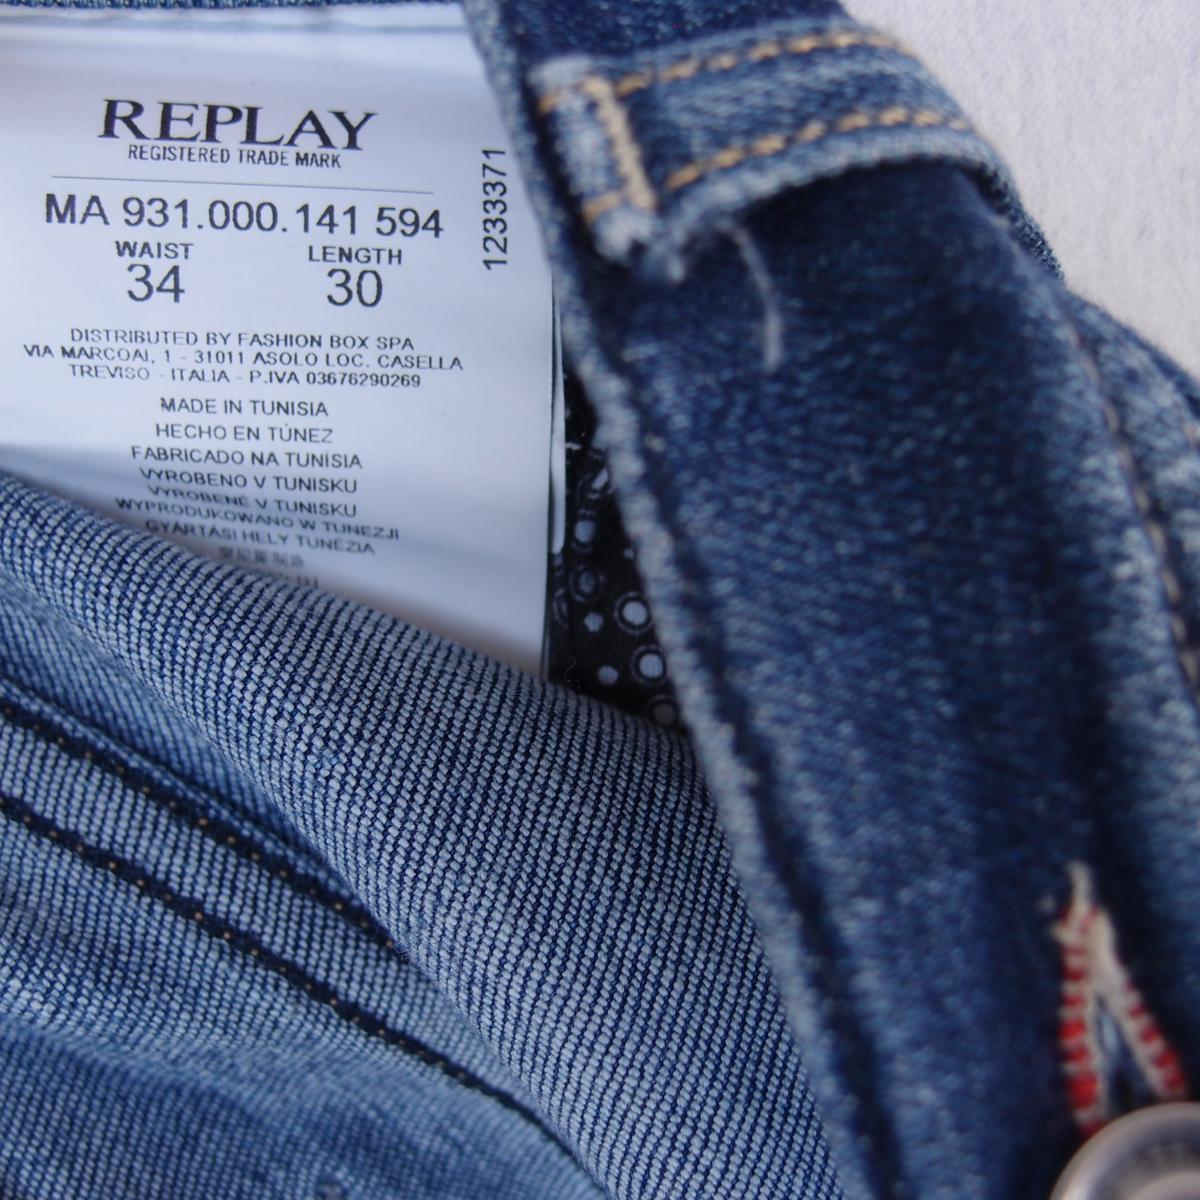 REPLAY
REGISTERED TRADE MARK
MA 931.000.141 594
WAIST LENGTH
34 30
1233371
DISTRIBUTED BY FASHION BOX SPA
VIA MARCOAI, 1 - 31011 ASOLO LOC. CASELLA
TREVISO - ITALIA - P.IVA 03676290269
MADE IN TUNISIA
HECHO EN TÚNEZ
FABRICADO NA TUNÍSIA
VYROBENO V TUNISKU
VYROBENÉ V TUNISKU
WYPRODUKOWANO W TUNEZJI
GYÁRTÁSI HELY TUNÉZIA